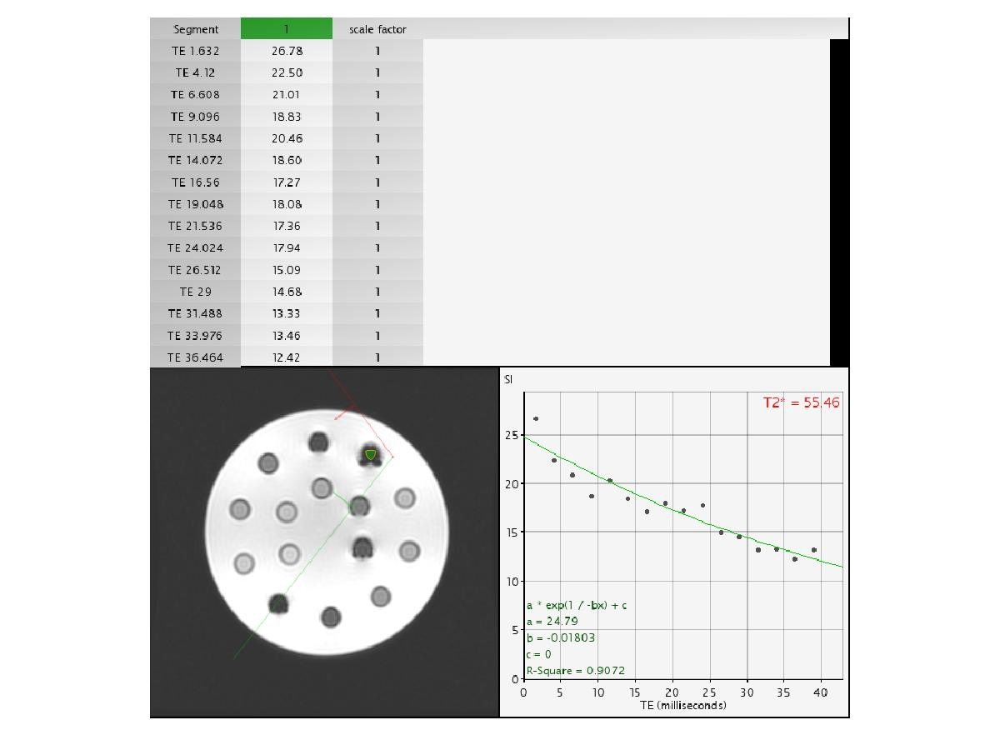 Segment 1 scale factor
TE 1.632 26.78 1
TE 4.12 22.50 1
TE 6.608 21.01 1
TE 9.096 18.83 1
TE 11.584 20.46 1
TE 14.072 18.60 1
TE 16.56 17.27 1
TE 19.048 18.08 1
TE 21.536 17.36 1
TE 24.024 17.94 1
TE 26.512 15.09 1
TE 29 14.68 1
TE 31.488 13.33 1
TE 33.976 13.46 1
TE 36.464 12.42 1
SI
T2* = 55.46
25
20
15
10
5
0
a * exp(1 / -bx) + c
a = 24.79
b = -0.01803
c = 0
R-Square = 0.9072
0 5 10 15 20 25 30 35 40
TE (milliseconds)